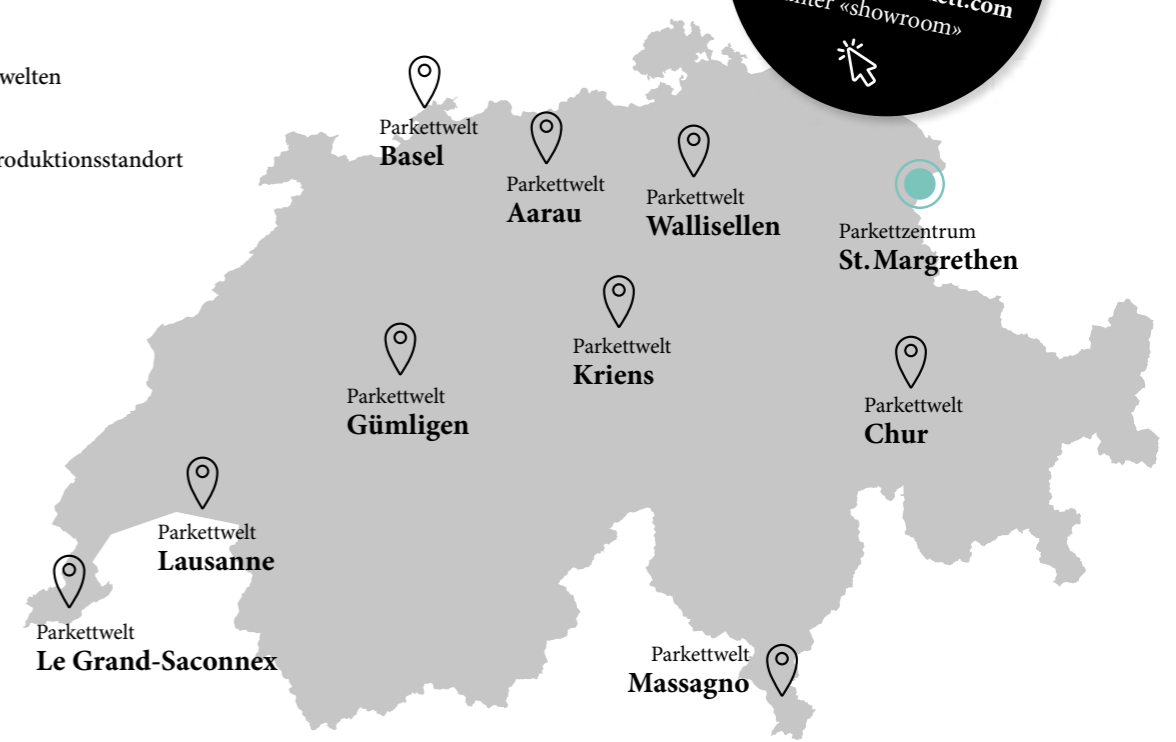 «showroom»
welten
Parkettwelt
Basel
roduktionsstandort
Parkettwelt
Aarau
Parkettwelt
Wallisellen
Parkettzentrum
St. Margrethen
Parkettwelt
Kriens
Parkettwelt
Gümligen
Parkettwelt
Chur
Parkettwelt
Lausanne
Parkettwelt
Le Grand-Saconnex
Parkettwelt
Massagno